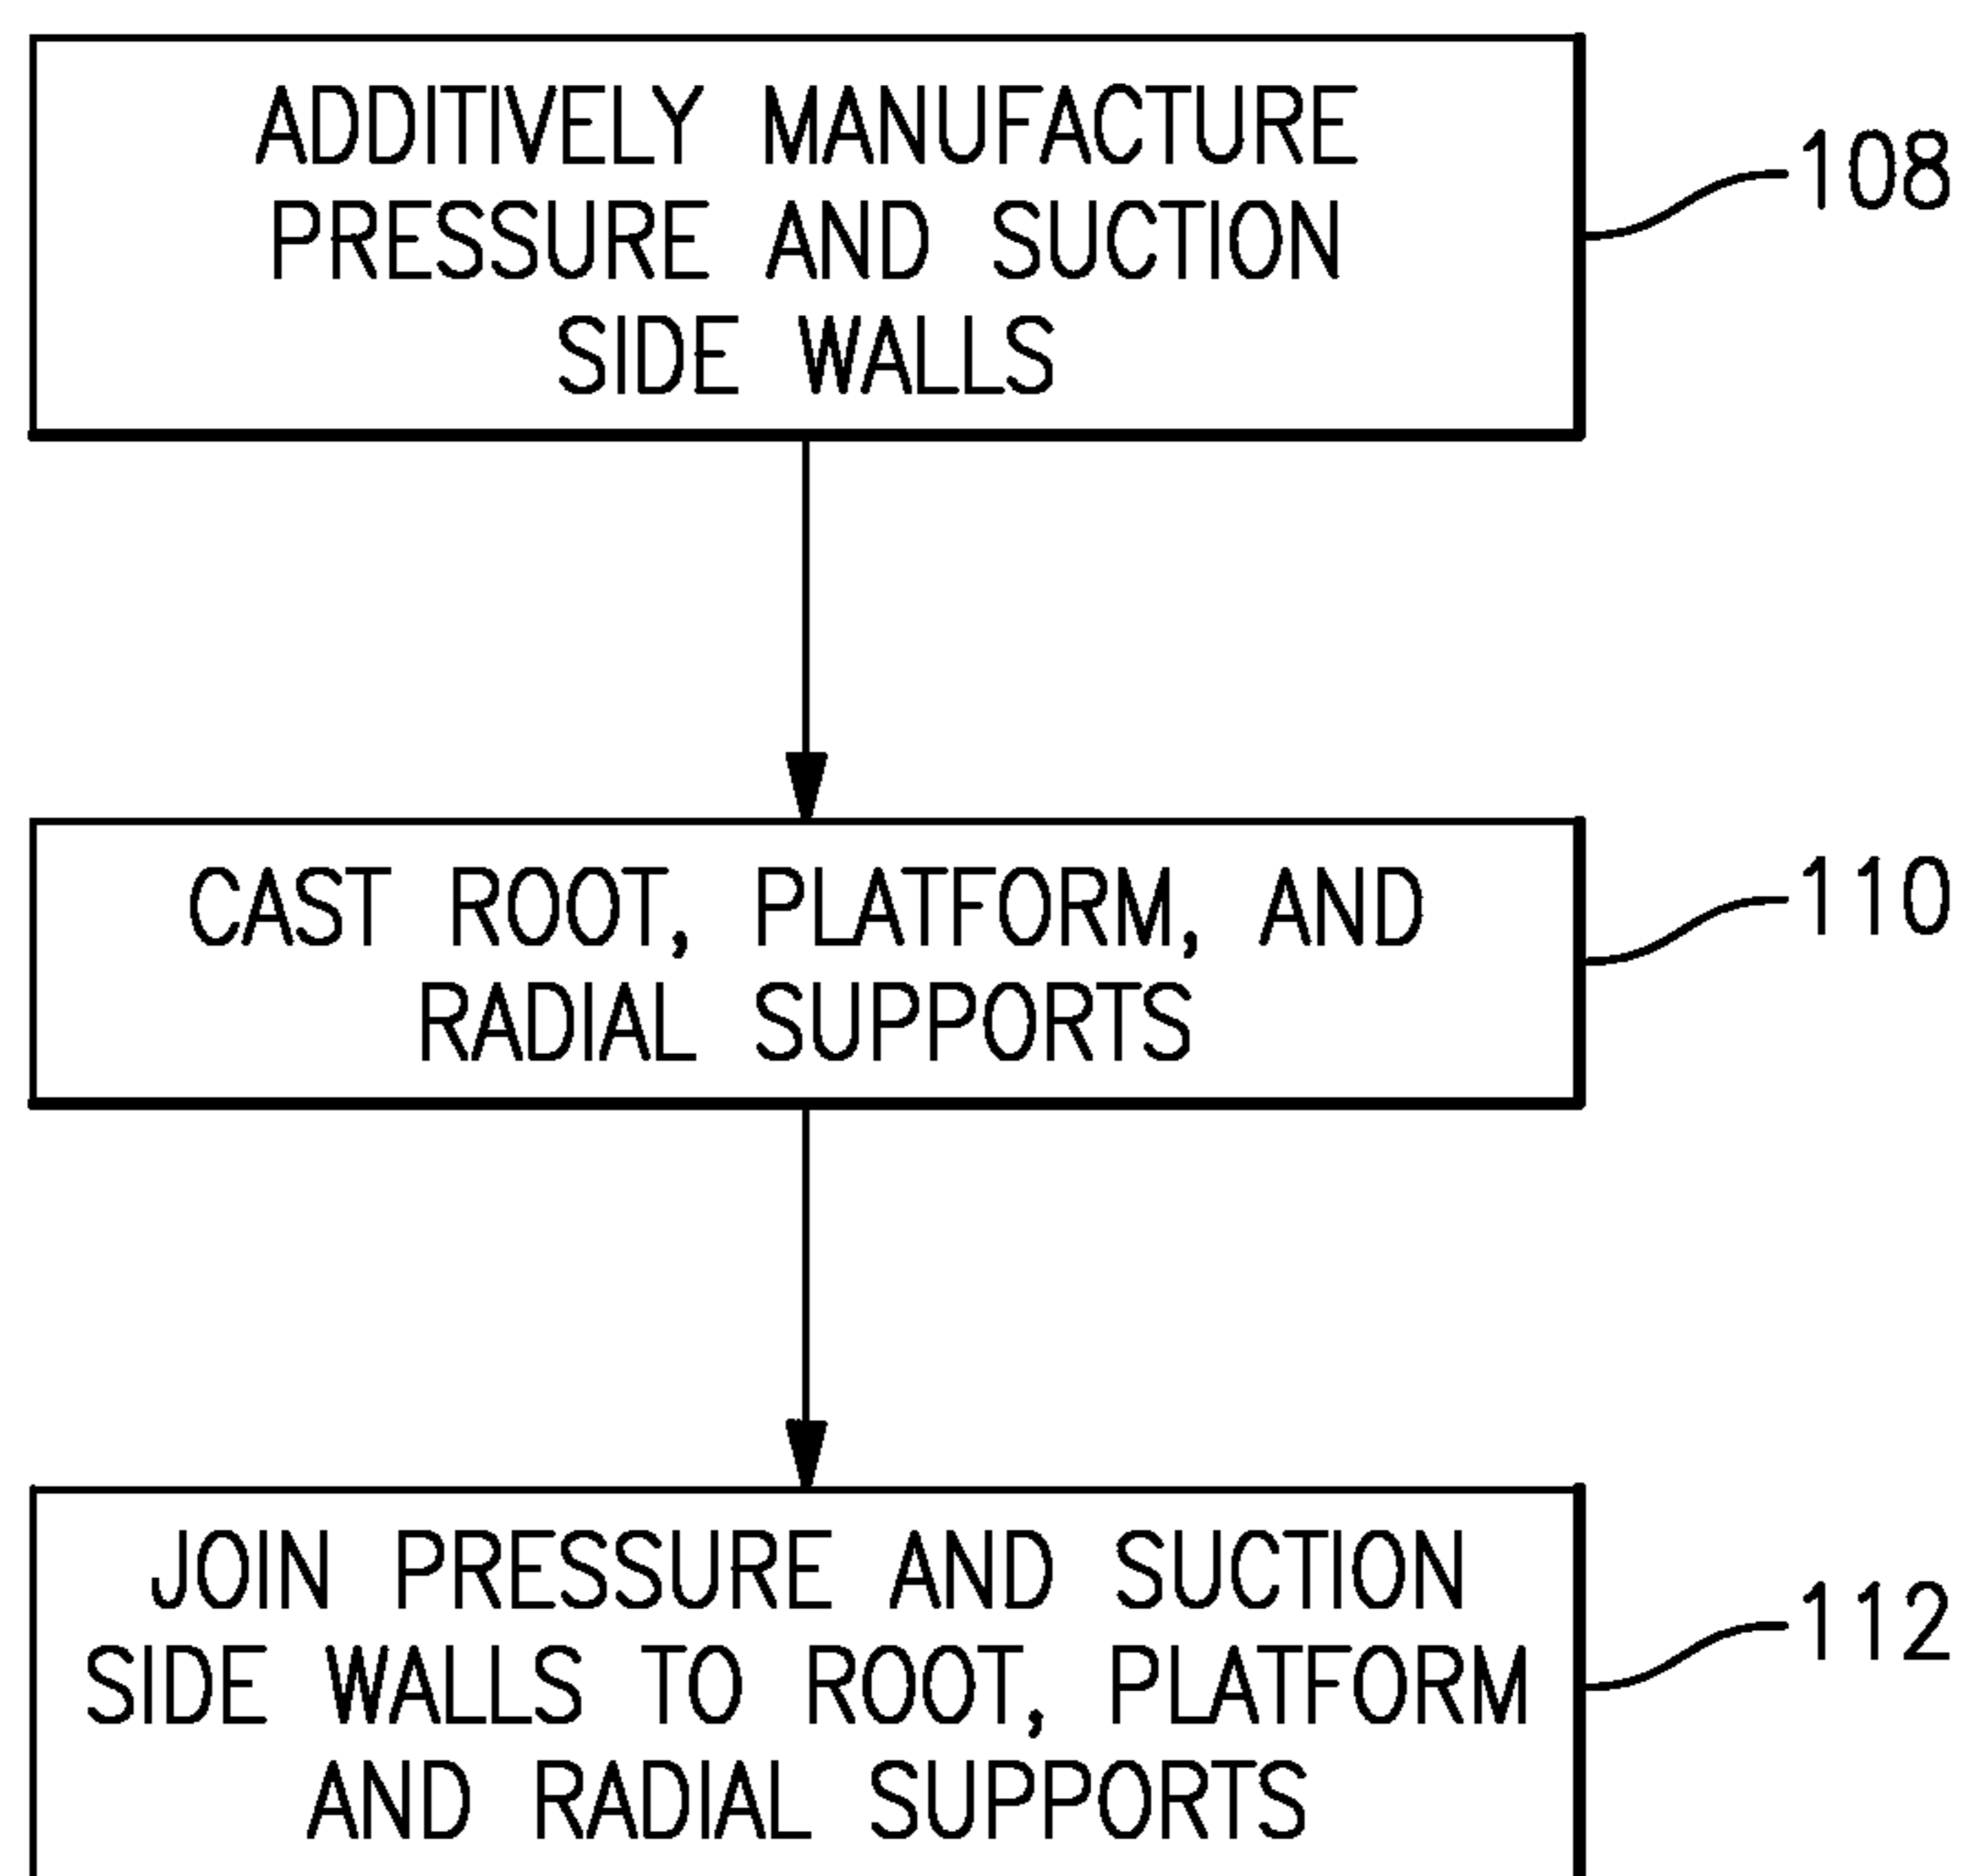 ADDITIVELY MANUFACTURE
PRESSURE AND SUCTION
SIDE WALLS
108
CAST ROOT, PLATFORM, AND
RADIAL SUPPORTS
110
JOIN PRESSURE AND SUCTION
SIDE WALLS TO ROOT, PLATFORM
AND RADIAL SUPPORTS
112